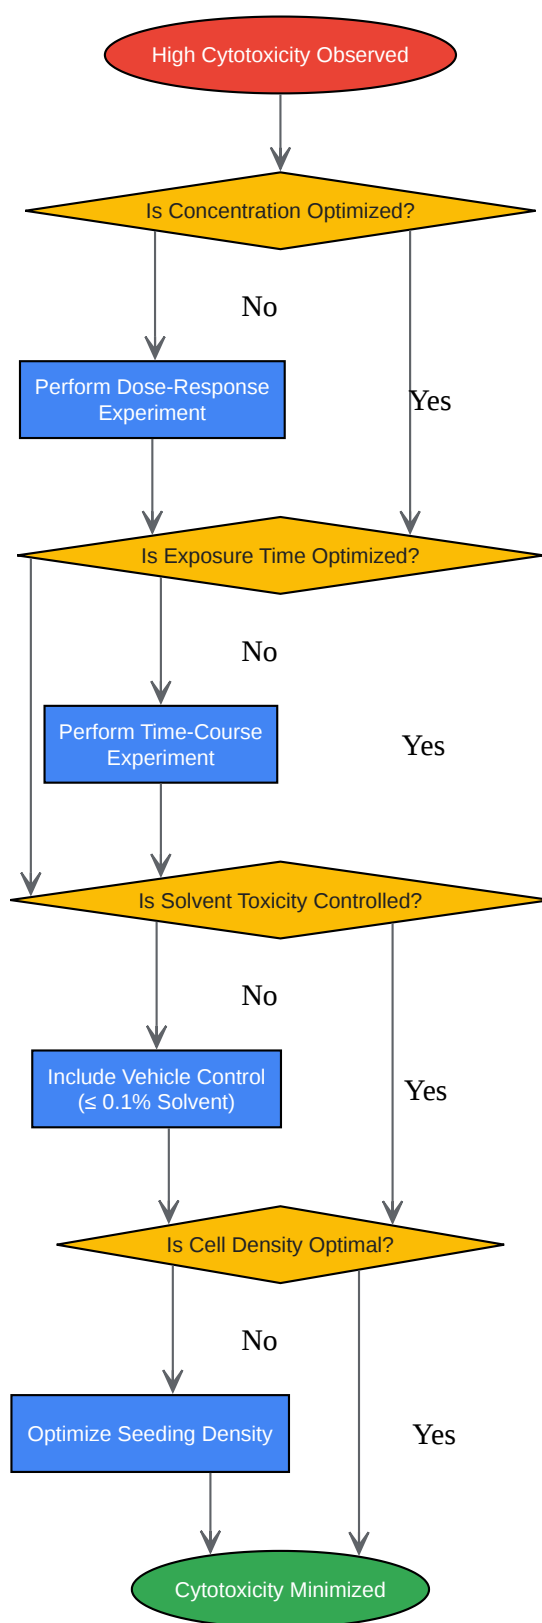 High Cytotoxicity Observed
Is Concentration Optimized?
No
Perform Dose-Response
Experiment
Yes
Is Exposure Time Optimized?
No
Perform Time-Course
Experiment
Yes
Is Solvent Toxicity Controlled?
No
Include Vehicle Control
(≤ 0.1% Solvent)
Yes
Is Cell Density Optimal?
No
Optimize Seeding Density
Yes
Cytotoxicity Minimized